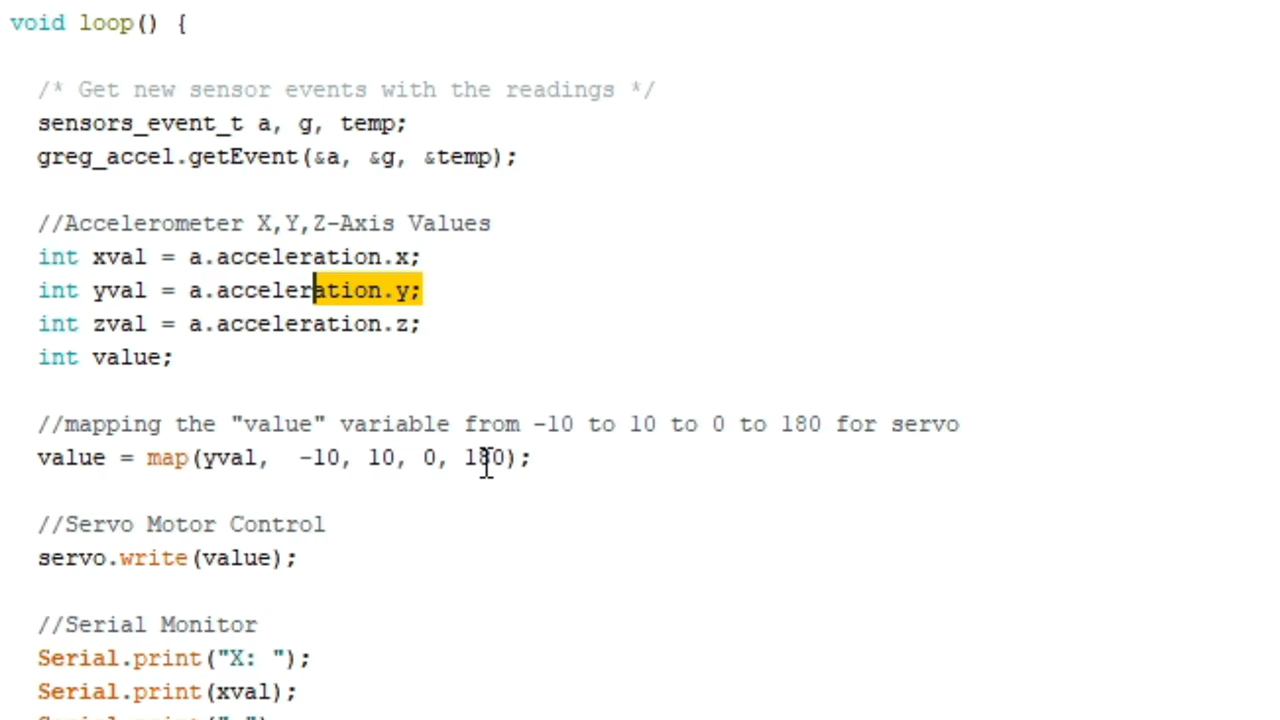 void loop() {
/* Get new sensor events with the readings */
sensors_event_t a, g, temp;
greg_accel.getEvent(&a, &g, &temp);
//Accelerometer X,Y,Z-Axis Values
int xval = a.acceleration.x;
int yval = a.acceleration.y;
int zval = a.acceleration.z;
int value;
//mapping the "value" variable from -10 to 10 to 0 to 180 for servo
value = map(yval,  -10, 10, 0, 180);
//Servo Motor Control
servo.write(value);
//Serial Monitor
Serial.print("X: ");
Serial.print(xval);